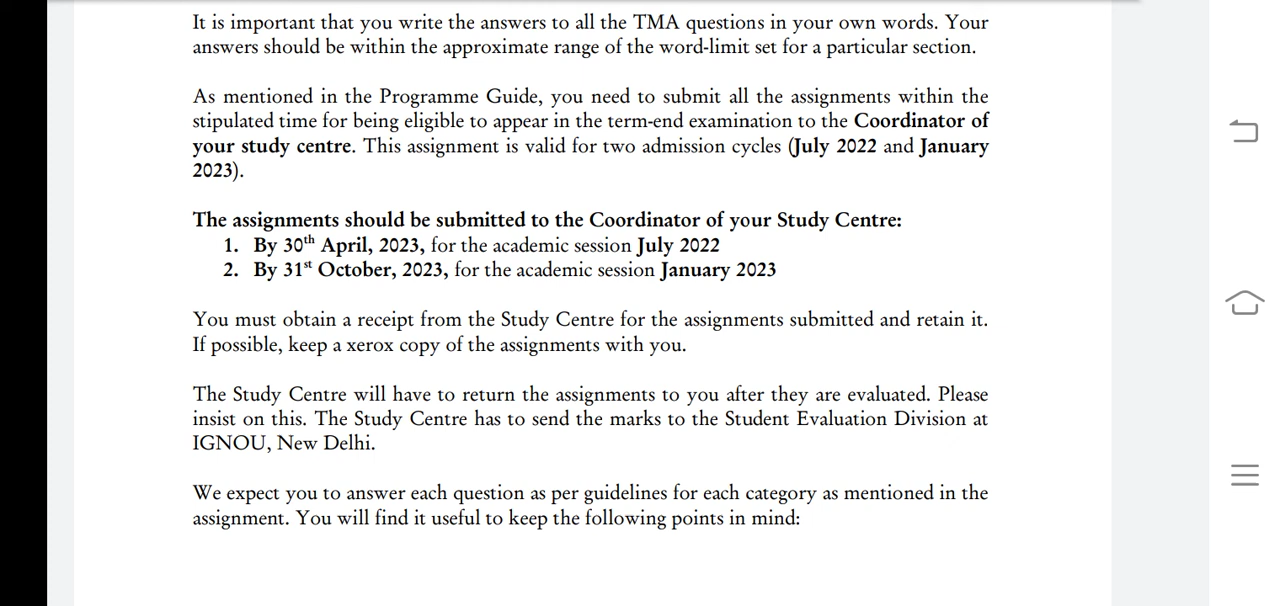 It is important that you write the answers to all the TMA questions in your own words. Your
answers should be within the approximate range of the word-limit set for a particular section.
As mentioned in the Programme Guide, you need to submit all the assignments within the
stipulated time for being eligible to appear in the term-end examination to the Coordinator of
your study centre. This assignment is valid for two admission cycles (July 2022 and January
2023).
The assignments should be submitted to the Coordinator of your Study Centre:
1. By 30th April, 2023, for the academic session July 2022
2. By 31st October, 2023, for the academic session January 2023
You must obtain a receipt from the Study Centre for the assignments submitted and retain it.
If possible, keep a xerox copy of the assignments with you.
The Study Centre will have to return the assignments to you after they are evaluated. Please
insist on this. The Study Centre has to send the marks to the Student Evaluation Division at
IGNOU, New Delhi.
We expect you to answer each question as per guidelines for each category as mentioned in the
assignment. You will find it useful to keep the following points in mind: